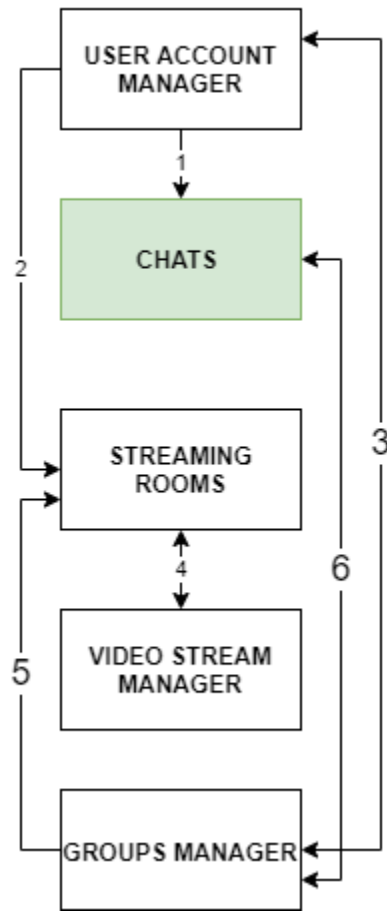 USER ACCOUNT
MANAGER
1
CHATS
2
3
STREAMING
ROOMS
6
4
5
VIDEO STREAM
MANAGER
GROUPS MANAGER